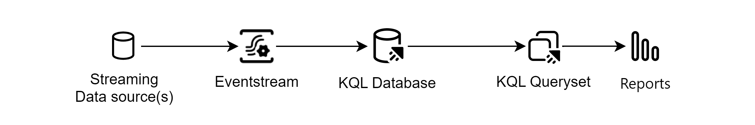 Streaming
Data source(s)
Eventstream
KQL Database
KQL Queryset
Reports